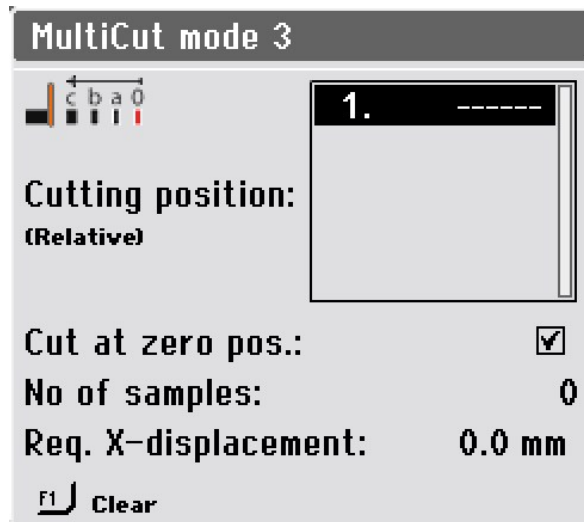 MultiCut mode 3
c b a 0
1. ------
Cutting position:
(Relative)
Cut at zero pos.:
No of samples: 0
Req. X-displacement: 0.0 mm
F1 Clear